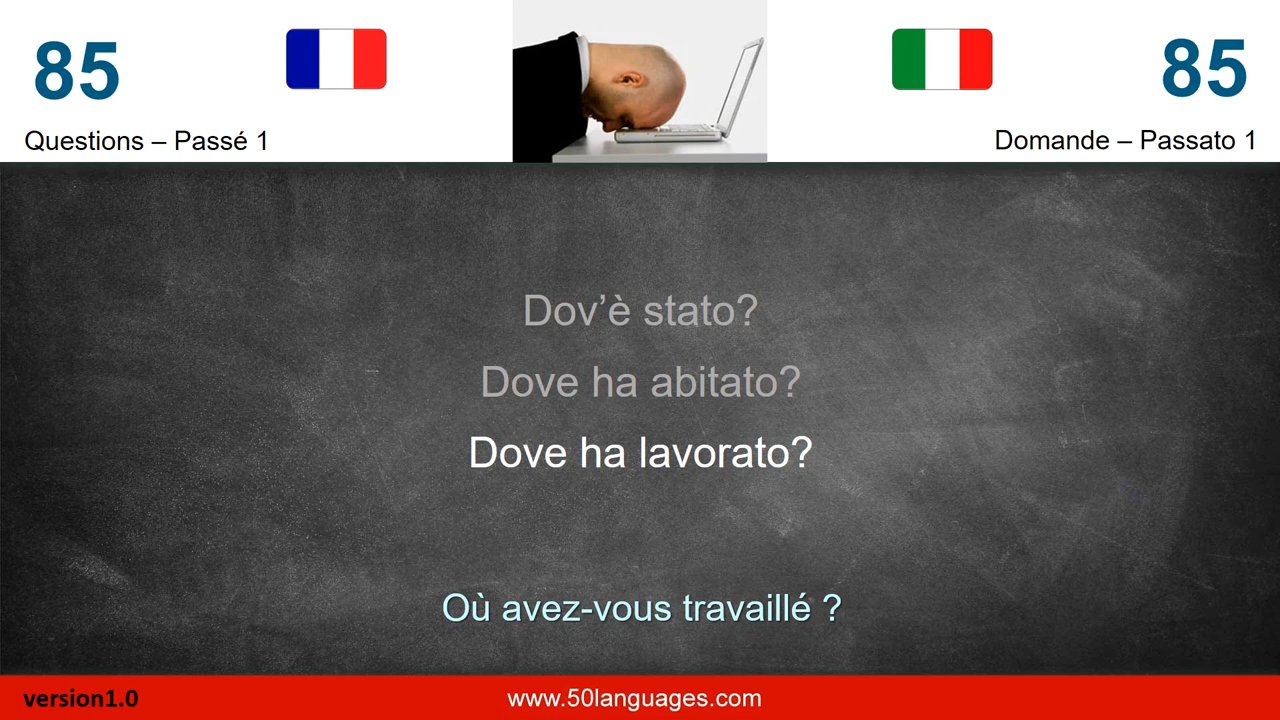 85
85
Questions – Passé 1
Domande – Passato 1
Dov’è stato?
Dove ha abitato?
Dove ha lavorato?
Où avez-vous travaillé ?
version1.0
www.50languages.com